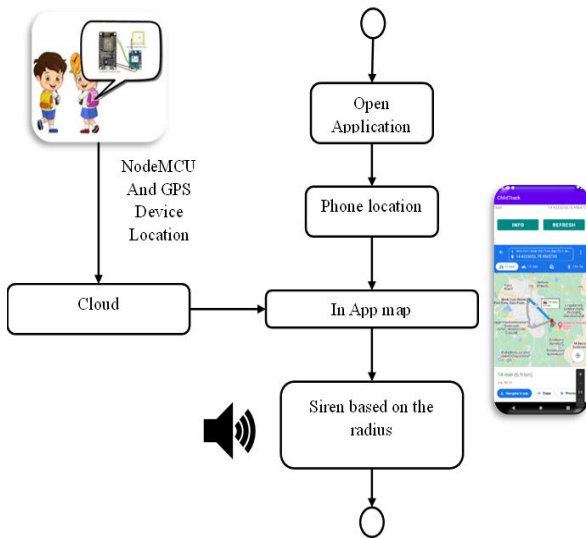 Open
Application
NodeMCU
And GPS
Device
Location
Phone location
Cloud
In App map
Siren based on the
radius
ChildTrack
INFO
REFRESH